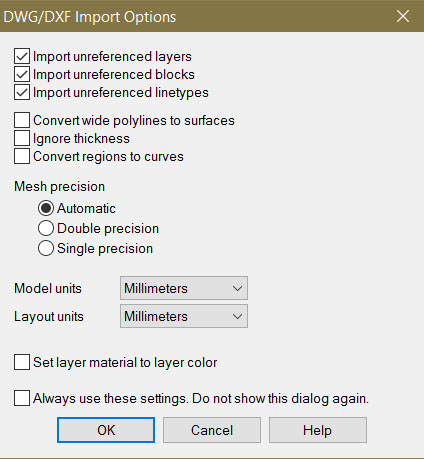 DWG/DXF Import Options
Import unreferenced layers
Import unreferenced blocks
Import unreferenced linetypes
Convert wide polylines to surfaces
Ignore thickness
Convert regions to curves
Mesh precision
Automatic
Double precision
Single precision
Model units Millimeters
Layout units Millimeters
Set layer material to layer color
Always use these settings. Do not show this dialog again.
OK Cancel Help